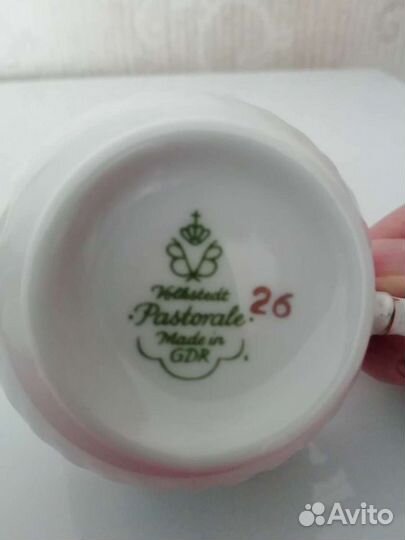 Volkstedt
·Pastorale· 26
Made in
GDR
Avito